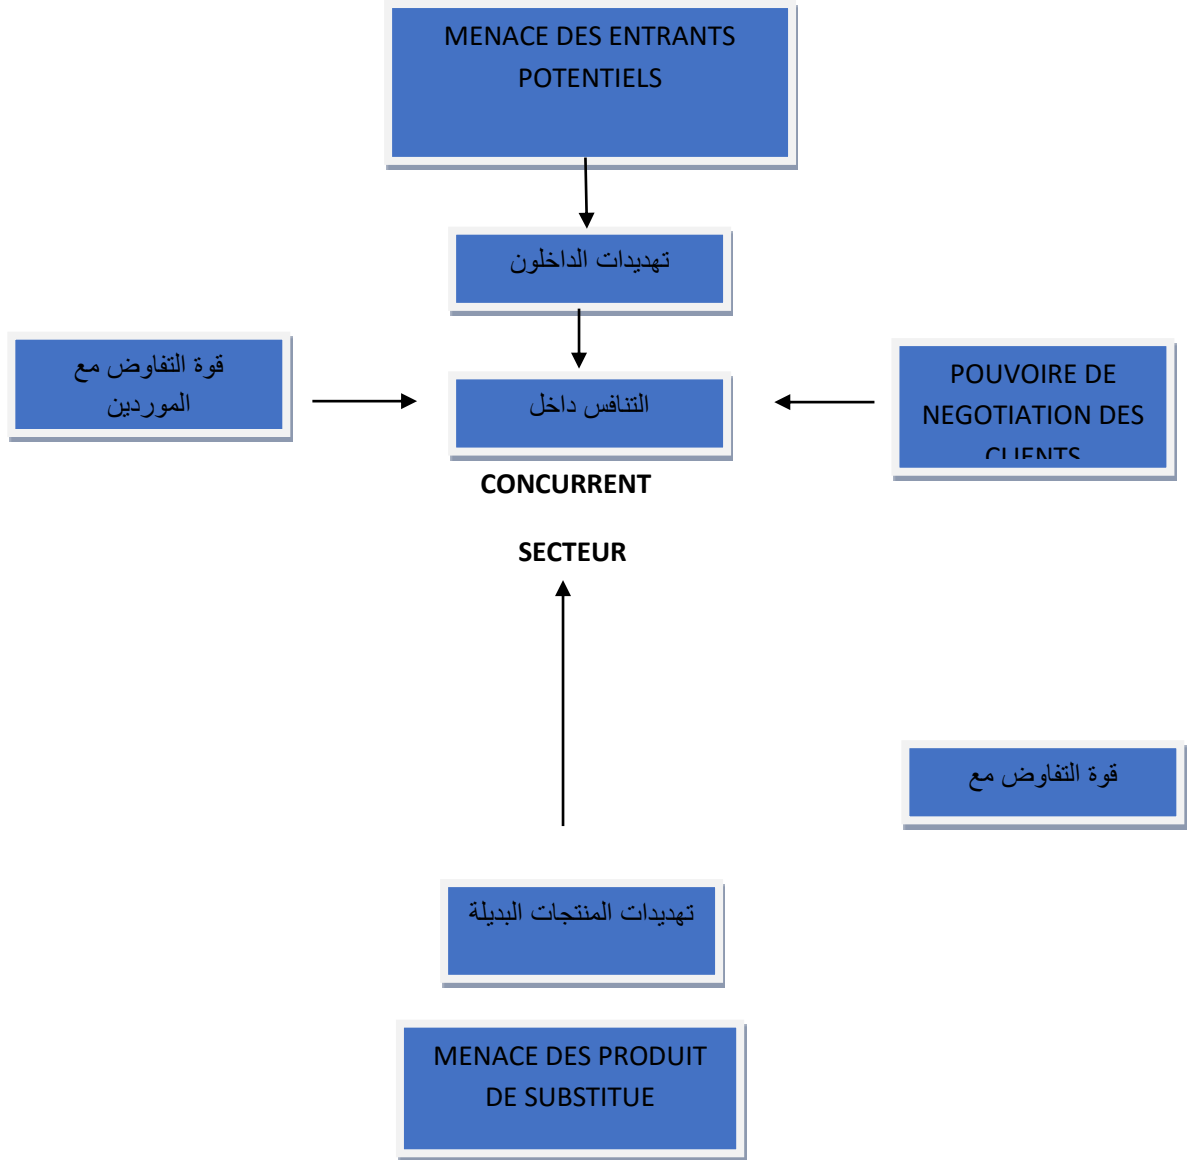 MENACE DES ENTRANTS
POTENTIELS
تهديدات الداخلون
قوة التفاوض مع
الموردين
التنافس داخل
POUVOIRE DE
NEGOTIATION DES
CLIENTS
CONCURRENT
SECTEUR
قوة التفاوض مع
تهديدات المنتجات البديلة
MENACE DES PRODUIT
DE SUBSTITUE